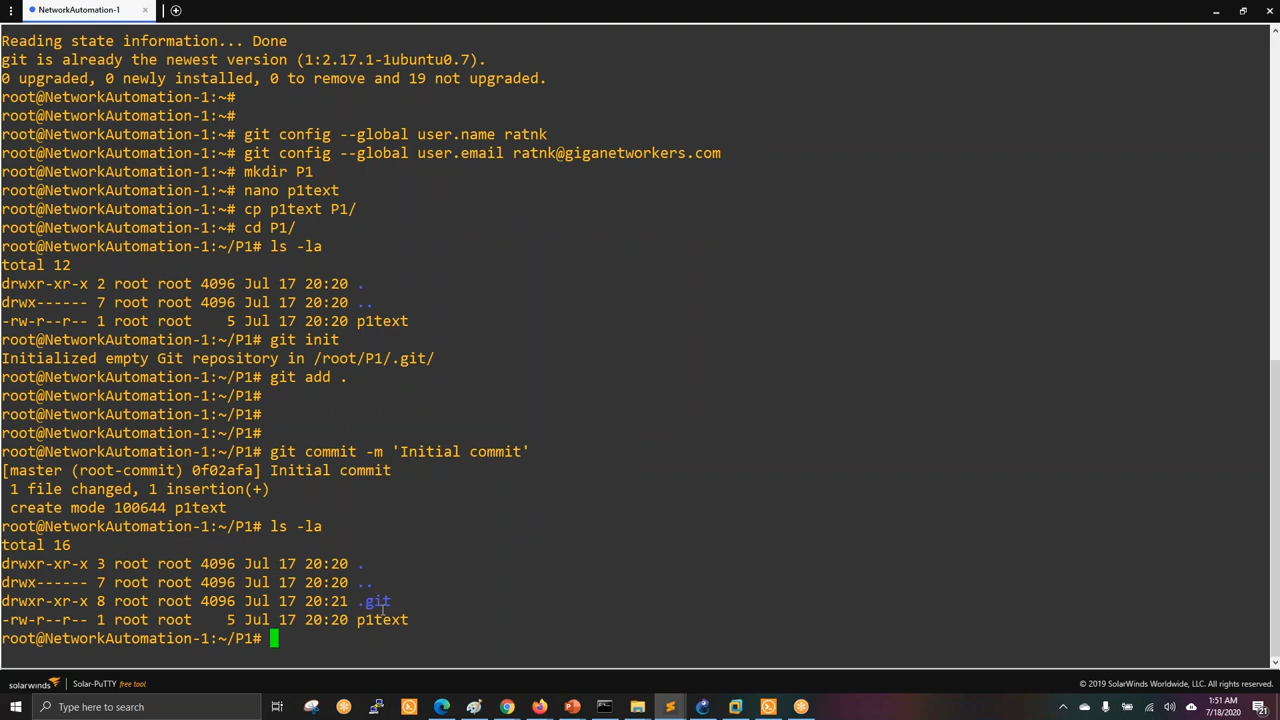 NetworkAutomation-1
Reading state information... Done
git is already the newest version (1:2.17.1-1ubuntu0.7).
0 upgraded, 0 newly installed, 0 to remove and 19 not upgraded.
root@NetworkAutomation-1:~#
root@NetworkAutomation-1:~#
root@NetworkAutomation-1:~# git config --global user.name ratnk
root@NetworkAutomation-1:~# git config --global user.email ratnk@giganetworkers.com
root@NetworkAutomation-1:~# mkdir P1
root@NetworkAutomation-1:~# nano p1text
root@NetworkAutomation-1:~# cp p1text P1/
root@NetworkAutomation-1:~# cd P1/
root@NetworkAutomation-1:~/P1# ls -la
total 12
drwxr-xr-x 2 root root 4096 Jul 17 20:20 .
drwx------ 7 root root 4096 Jul 17 20:20 ..
-rw-r--r-- 1 root root    5 Jul 17 20:20 p1text
root@NetworkAutomation-1:~/P1# git init
Initialized empty Git repository in /root/P1/.git/
root@NetworkAutomation-1:~/P1# git add .
root@NetworkAutomation-1:~/P1#
root@NetworkAutomation-1:~/P1#
root@NetworkAutomation-1:~/P1#
root@NetworkAutomation-1:~/P1# git commit -m 'Initial commit'
[master (root-commit) 0f02afa] Initial commit
 1 file changed, 1 insertion(+)
 create mode 100644 p1text
root@NetworkAutomation-1:~/P1# ls -la
total 16
drwxr-xr-x 3 root root 4096 Jul 17 20:20 .
drwx------ 7 root root 4096 Jul 17 20:20 ..
drwxr-xr-x 8 root root 4096 Jul 17 20:21 .git
-rw-r--r-- 1 root root    5 Jul 17 20:20 p1text
root@NetworkAutomation-1:~/P1#
solarwinds Solar-PuTTY free tool © 2019 SolarWinds Worldwide, LLC. All rights reserved.
Type here to search
ENG
1:51 AM
7/18/2020
21